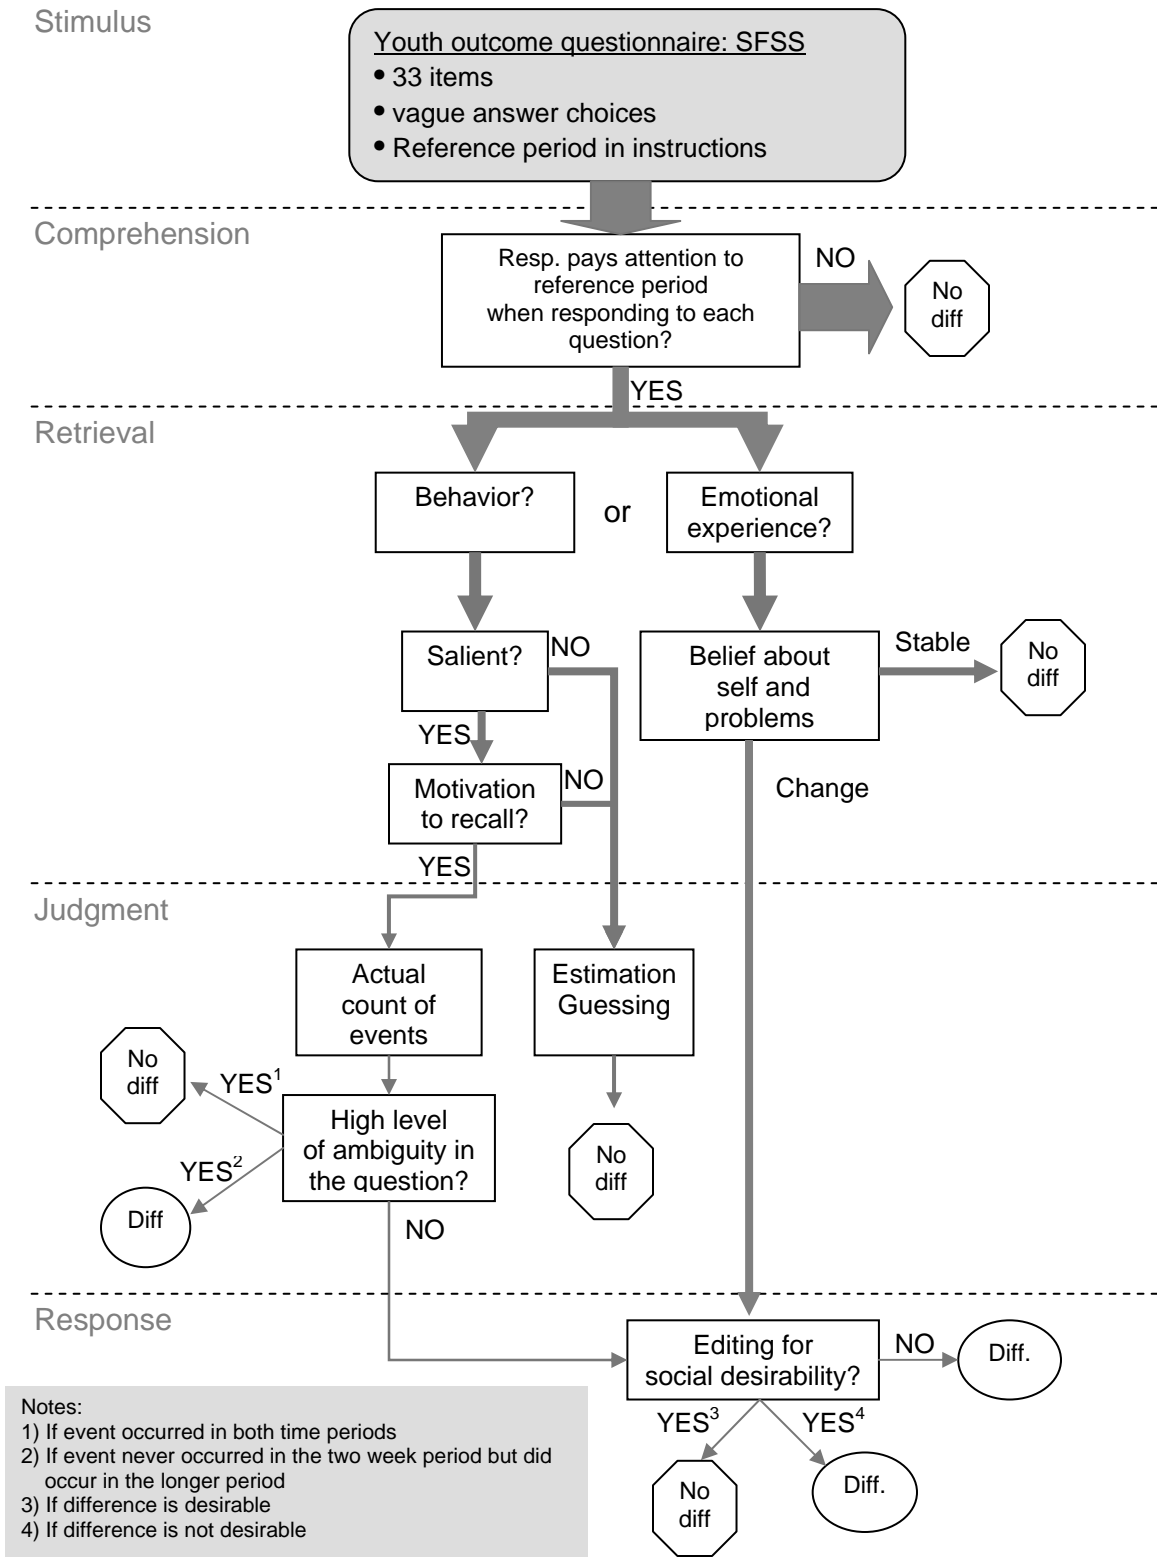 Stimulus
Youth outcome questionnaire: SFSS
• 33 items
• vague answer choices
• Reference period in instructions
Comprehension
Resp. pays attention to
reference period
when responding to each
question?
NO
No
diff
YES
Retrieval
Behavior?
or
Emotional
experience?
Salient?
NO
Belief about
self and
problems
Stable
No
diff
YES
Motivation
to recall?
NO
Change
YES
Judgment
Actual
count of
events
Estimation
Guessing
No
diff
YES1
High level
of ambiguity in
the question?
YES2
Diff
No
diff
NO
Response
Editing for
social desirability?
NO
Diff.
YES3
YES4
No
diff
Diff.
Notes:
1) If event occurred in both time periods
2) If event never occurred in the two week period but did
occur in the longer period
3) If difference is desirable
4) If difference is not desirable